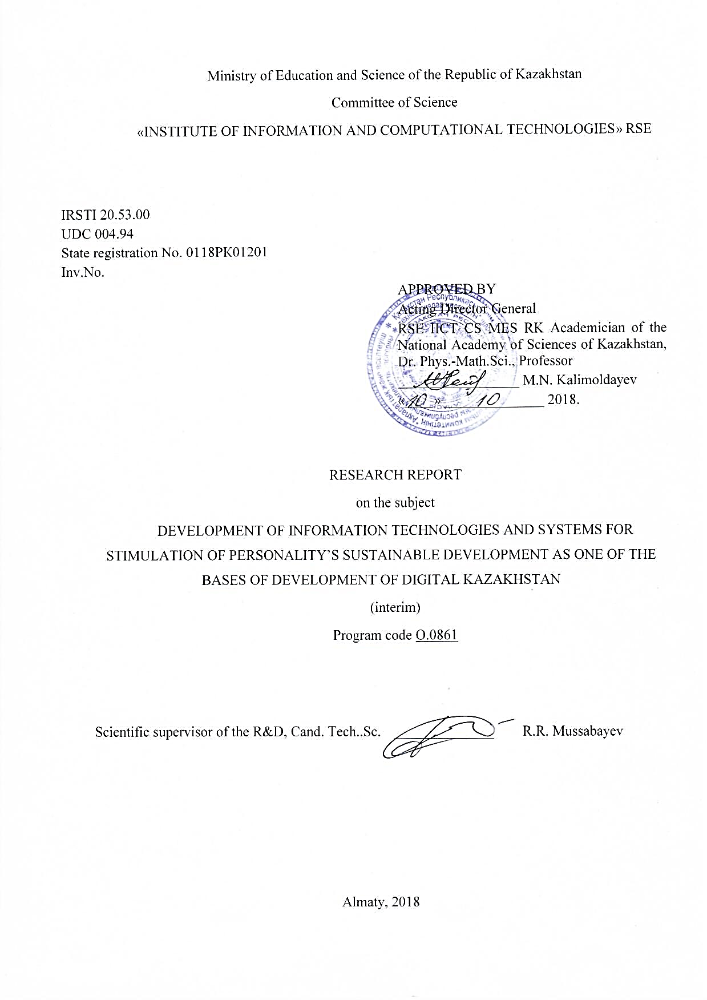 Ministry of Education and Science of the Republic of Kazakhstan
Committee of Science
«INSTITUTE OF INFORMATION AND COMPUTATIONAL TECHNOLOGIES» RSE
IRSTI 20.53.00
UDC 004.94
State registration No. 0118РК01201
Inv.No.
APPROVED BY
Acting Director General
RSE IICT CS MES RK Academician of the
National Academy of Sciences of Kazakhstan,
Dr. Phys.-Math.Sci., Professor
M.N. Kalimoldayev
«10» 10 2018.
RESEARCH REPORT
on the subject
DEVELOPMENT OF INFORMATION TECHNOLOGIES AND SYSTEMS FOR
STIMULATION OF PERSONALITY’S SUSTAINABLE DEVELOPMENT AS ONE OF THE
BASES OF DEVELOPMENT OF DIGITAL KAZAKHSTAN
(interim)
Program code O.0861
Scientific supervisor of the R&D, Cand. Tech..Sc. R.R. Mussabayev
Almaty, 2018